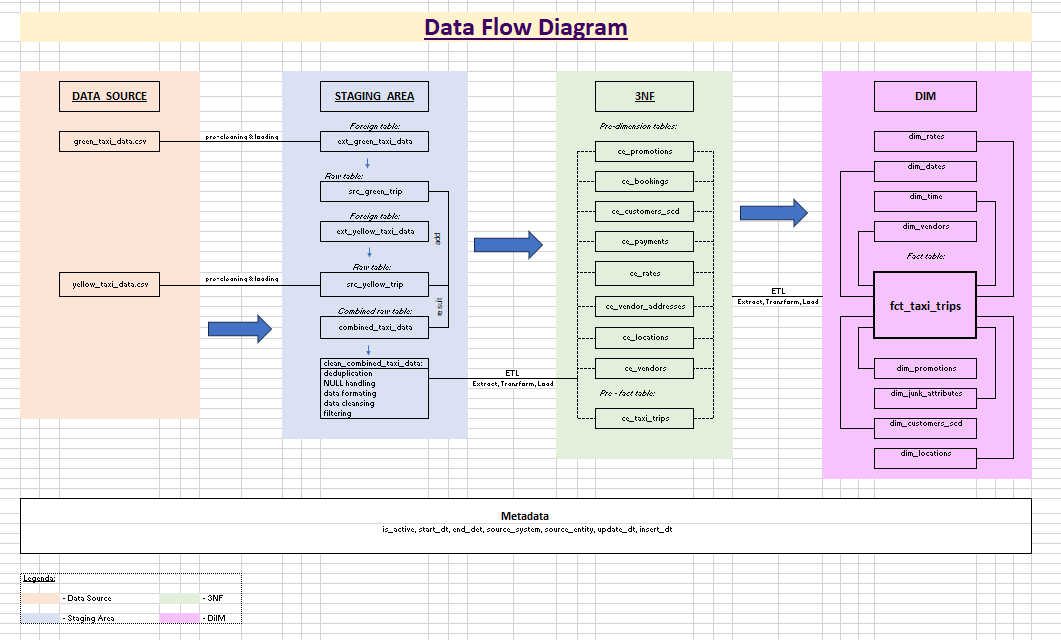 Data Flow Diagram
DATA SOURCE
green_taxi_data.csv
pre-cleaning & loading
yellow_taxi_data.csv
pre-cleaning & loading
STAGING AREA
Foreign table:
ext_green_taxi_data
Raw table:
src_green_trip
Foreign table:
ext_yellow_taxi_data
Raw table:
src_yellow_trip
add
result
Combined raw table:
combined_taxi_data
clean_combined_taxi_data:
deduplication
NULL handling
data formating
data cleansing
filtering
ETL
Extract, Transform, Load
3NF
Pre-dimension tables:
ce_promotions
ce_bookings
ce_customers_scd
ce_payments
ce_rates
ce_vendor_addresses
ce_locations
ce_vendors
Pre - fact table:
ce_taxi_trips
ETL
Extract, Transform, Load
DIM
dim_rates
dim_dates
dim_time
dim_vendors
Fact table:
fct_taxi_trips
dim_promotions
dim_junk_attributes
dim_customers_scd
dim_locations
Metadata
is_active, start_dt, end_det, source_system, source_entity, update_dt, insert_dt
Legenda:
- Data Source
- 3NF
- Staging Area
- DiIM